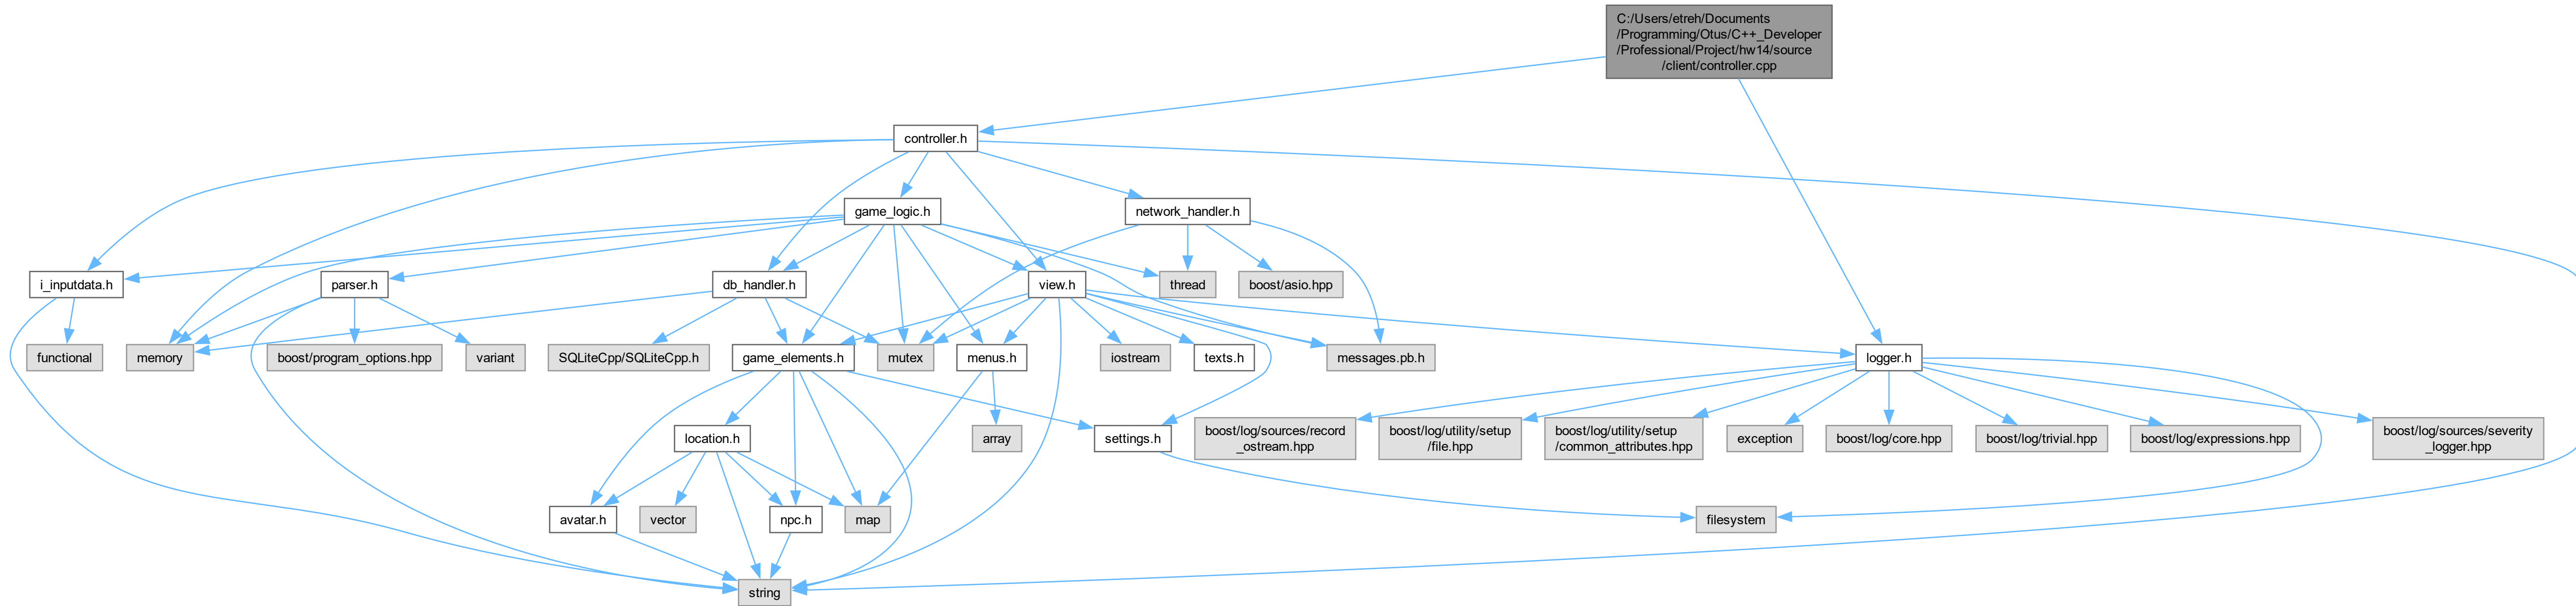 C:/Users/etreh/Documents
/Programming/Otus/C++_Developer
/Professional/Project/hw14/source
/client/controller.cpp
controller.h
game_logic.h
network_handler.h
i_inputdata.h
parser.h
db_handler.h
view.h
thread
boost/asio.hpp
functional
memory
boost/program_options.hpp
variant
SQLiteCpp/SQLiteCpp.h
game_elements.h
mutex
menus.h
iostream
texts.h
messages.pb.h
logger.h
location.h
array
settings.h
boost/log/sources/record
_ostream.hpp
boost/log/utility/setup
/file.hpp
boost/log/utility/setup
/common_attributes.hpp
exception
boost/log/core.hpp
boost/log/trivial.hpp
boost/log/expressions.hpp
boost/log/sources/severity
_logger.hpp
avatar.h
vector
npc.h
map
filesystem
string